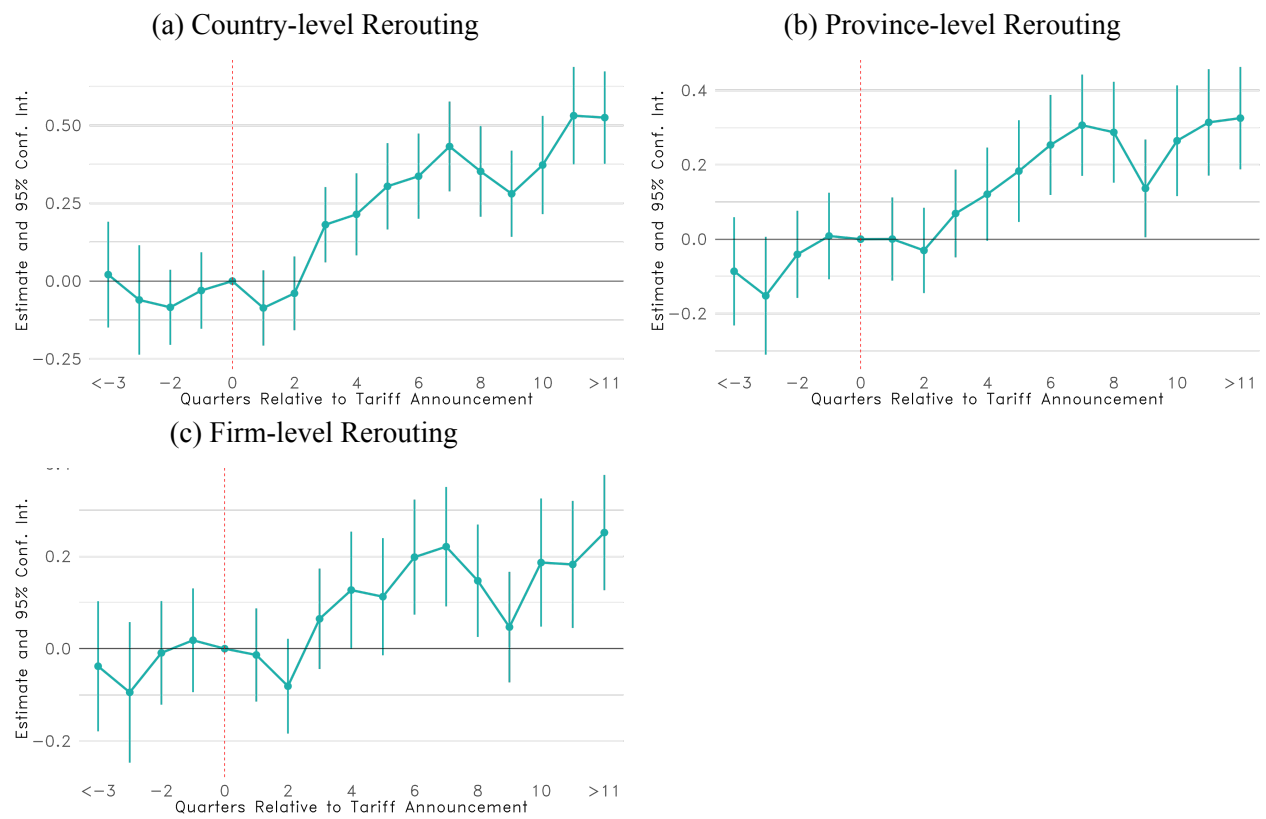 (a) Country-level Rerouting
Estimate and 95% Conf. Int.
0.50
0.25
0.00
−0.25
<−3 −2 0 2 4 6 8 10 >11
Quarters Relative to Tariff Announcement
(b) Province-level Rerouting
Estimate and 95% Conf. Int.
0.4
0.2
0.0
−0.2
<−3 −2 0 2 4 6 8 10 >11
Quarters Relative to Tariff Announcement
(c) Firm-level Rerouting
Estimate and 95% Conf. Int.
0.2
0.0
−0.2
<−3 −2 0 2 4 6 8 10 >11
Quarters Relative to Tariff Announcement